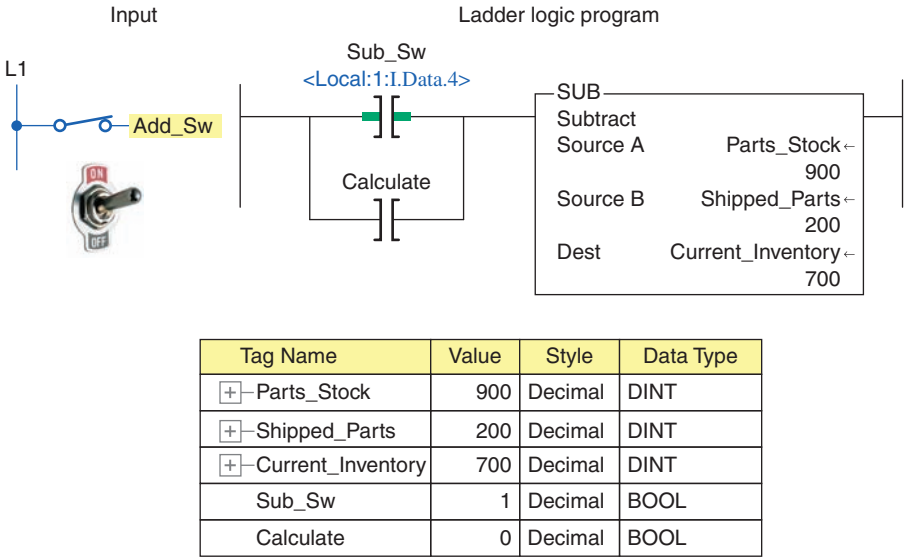 Input
Ladder logic program
L1
Add_Sw
ON
OFF
Sub_Sw
<Local:1:I.Data.4>
Calculate
SUB
Subtract
Source A Parts_Stock←
900
Source B Shipped_Parts←
200
Dest Current_Inventory←
700
Tag Name Value Style Data Type
Parts_Stock 900 Decimal DINT
Shipped_Parts 200 Decimal DINT
Current_Inventory 700 Decimal DINT
Sub_Sw 1 Decimal BOOL
Calculate 0 Decimal BOOL